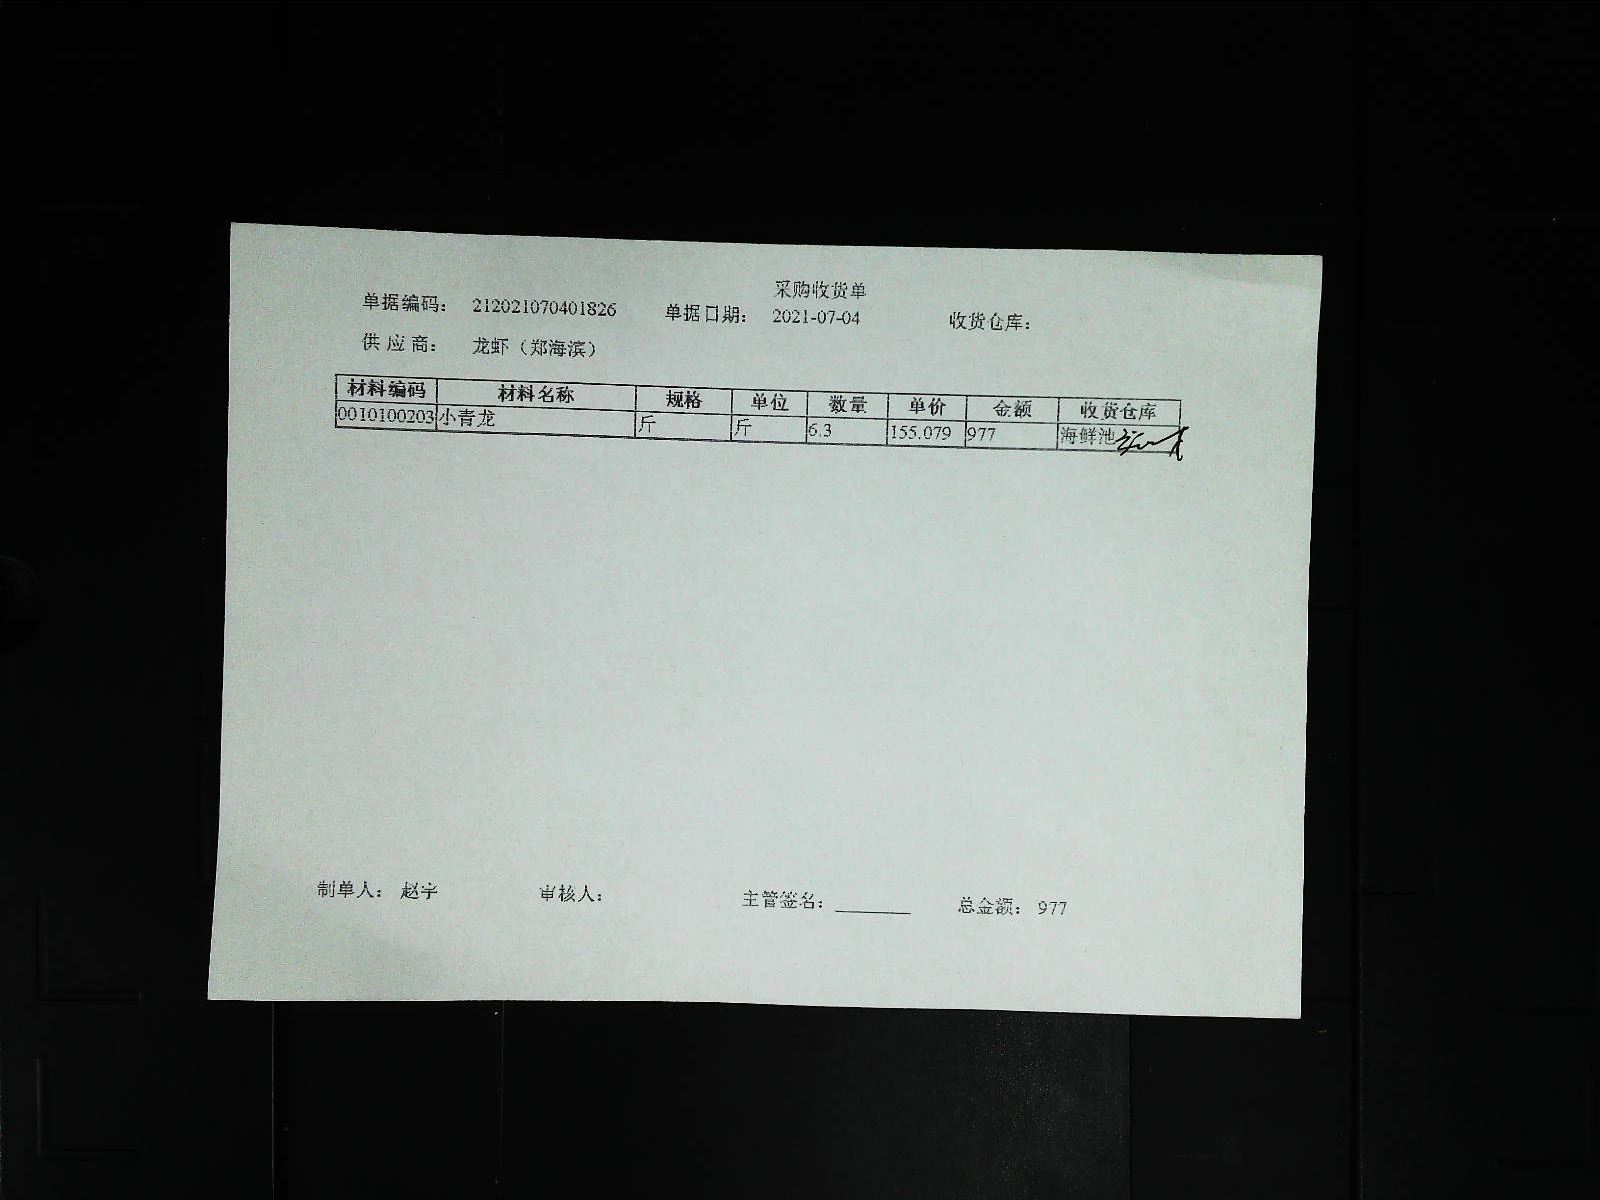 采购收货单
单据编码： 212021070401826 单据日期： 2021-07-04 收货仓库：
供 应 商： 龙虾（郑海滨）
材料编码 材料名称 规格 单位 数量 单价 金额 收货仓库
0010100203 小青龙 斤 斤 6.3 155.079 977 海鲜池
制单人： 赵宇 审核人： 主管签名：________ 总金额： 977